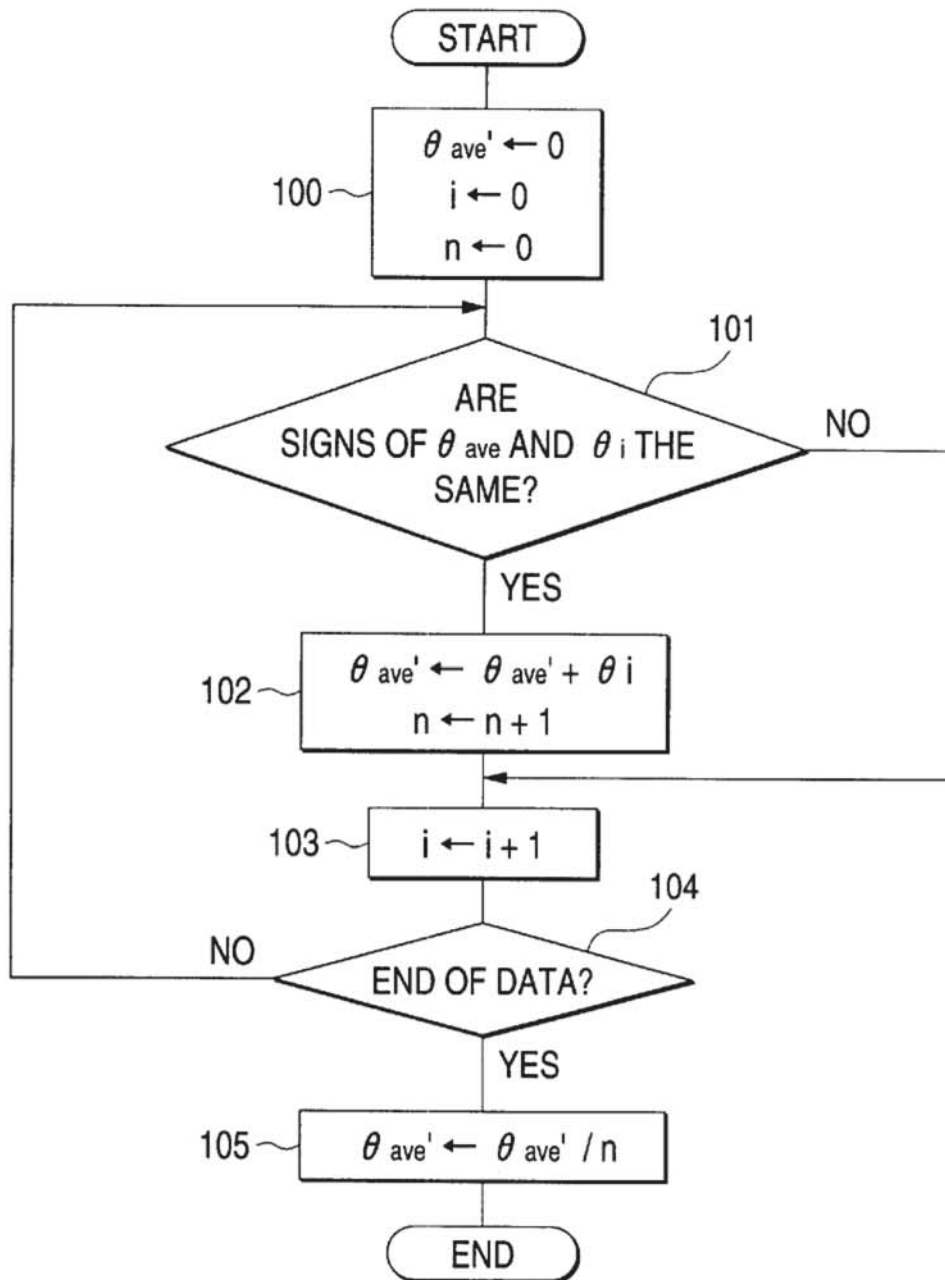 START
θ ave' ← 0
i ← 0
n ← 0
100
101
ARE
SIGNS OF θ ave AND θ i THE
SAME?
NO
YES
θ ave' ← θ ave' + θ i
n ← n + 1
102
i ← i + 1
103
104
NO
END OF DATA?
YES
θ ave' ← θ ave' / n
105
END